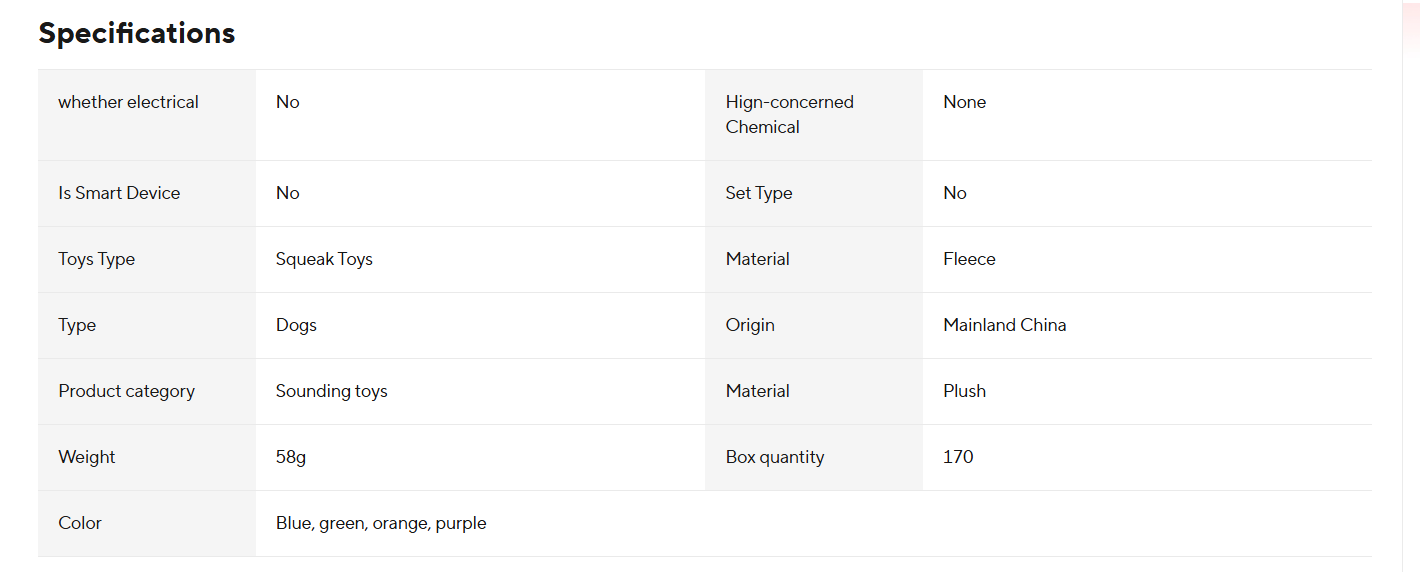 Specifications
whether electrical No Hign-concerned None
Chemical
Is Smart Device No Set Type No
Toys Type Squeak Toys Material Fleece
Type Dogs Origin Mainland China
Product category Sounding toys Material Plush
Weight 58g Box quantity 170
Color Blue, green, orange, purple